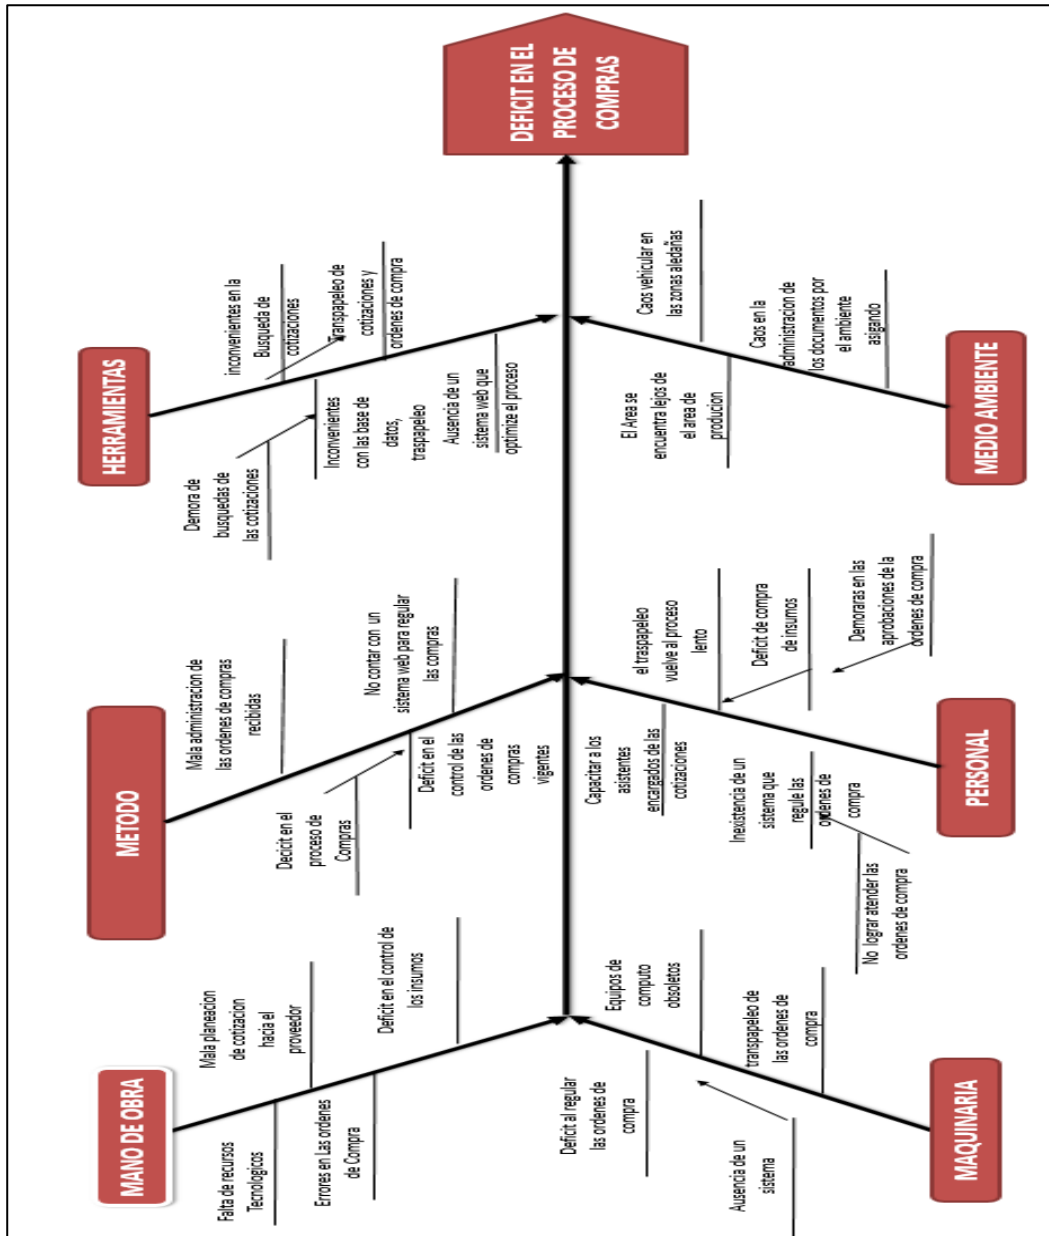 MANO DE OBRA
Falta de recursos
Tecnologicos
Mala planeacion
de cotizacion
hacia el
proveedor
Errores en Las ordenes
de Compra
Deficit en el control de
los insumos
METODO
Mala administracion de
las ordenes de compras
recibidas
Decicit en el
proceso de
Compras
No contar con un
sistema web para regular
las compras
Deficit en el
control de las
ordenes de
compras
vigentes
HERRAMIENTAS
inconvenientes en la
Busqueda de
cotizaciones
Demora de
busquedas de
las cotizaciones
Transpapeleo de
cotizaciones y
ordenes de compra
Inconvenientes
con las base de
datos,
traspapeleo
Ausencia de un
sistema web que
optimize el proceso
DEFICIT EN EL
PROCESO DE
COMPRAS
Deficit al regular
las ordenes de
compra
Equipos de
computo
obsoletos
Ausencia de un
sistema
transpapeleo de
las ordenes de
compra
MAQUINARIA
Capacitar a los
asistentes
encargados de las
cotizaciones
el traspapeleo
vuelve al proceso
lento
Inexistencia de un
sistema que
regule las
ordenes de
compra
Deficit de compra
de insumos
No lograr atender las
ordenes de compra
Demoraras en las
aprobaciones de la
ordenes de compra
PERSONAL
El Area se
encuentra lejos de
el area de
producion
Caos vehicular en
las zonas aledañas
Caos en la
administracion de
los documentos por
el ambiente
asigando
MEDIO AMBIENTE